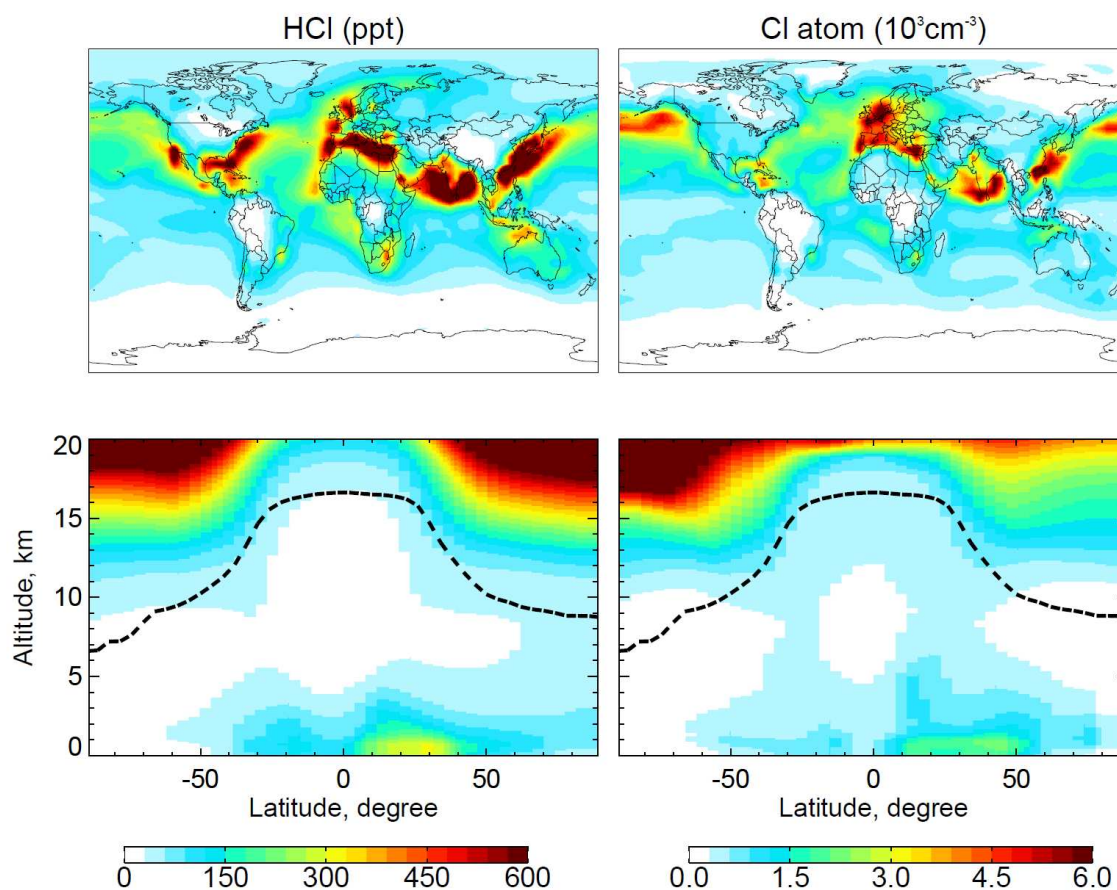 HCl (ppt)
Cl atom (10³cm⁻³)
20
15
10
5
0
Altitude, km
-50 0 50
-50 0 50
Latitude, degree
Latitude, degree
0 150 300 450 600
0.0 1.5 3.0 4.5 6.0